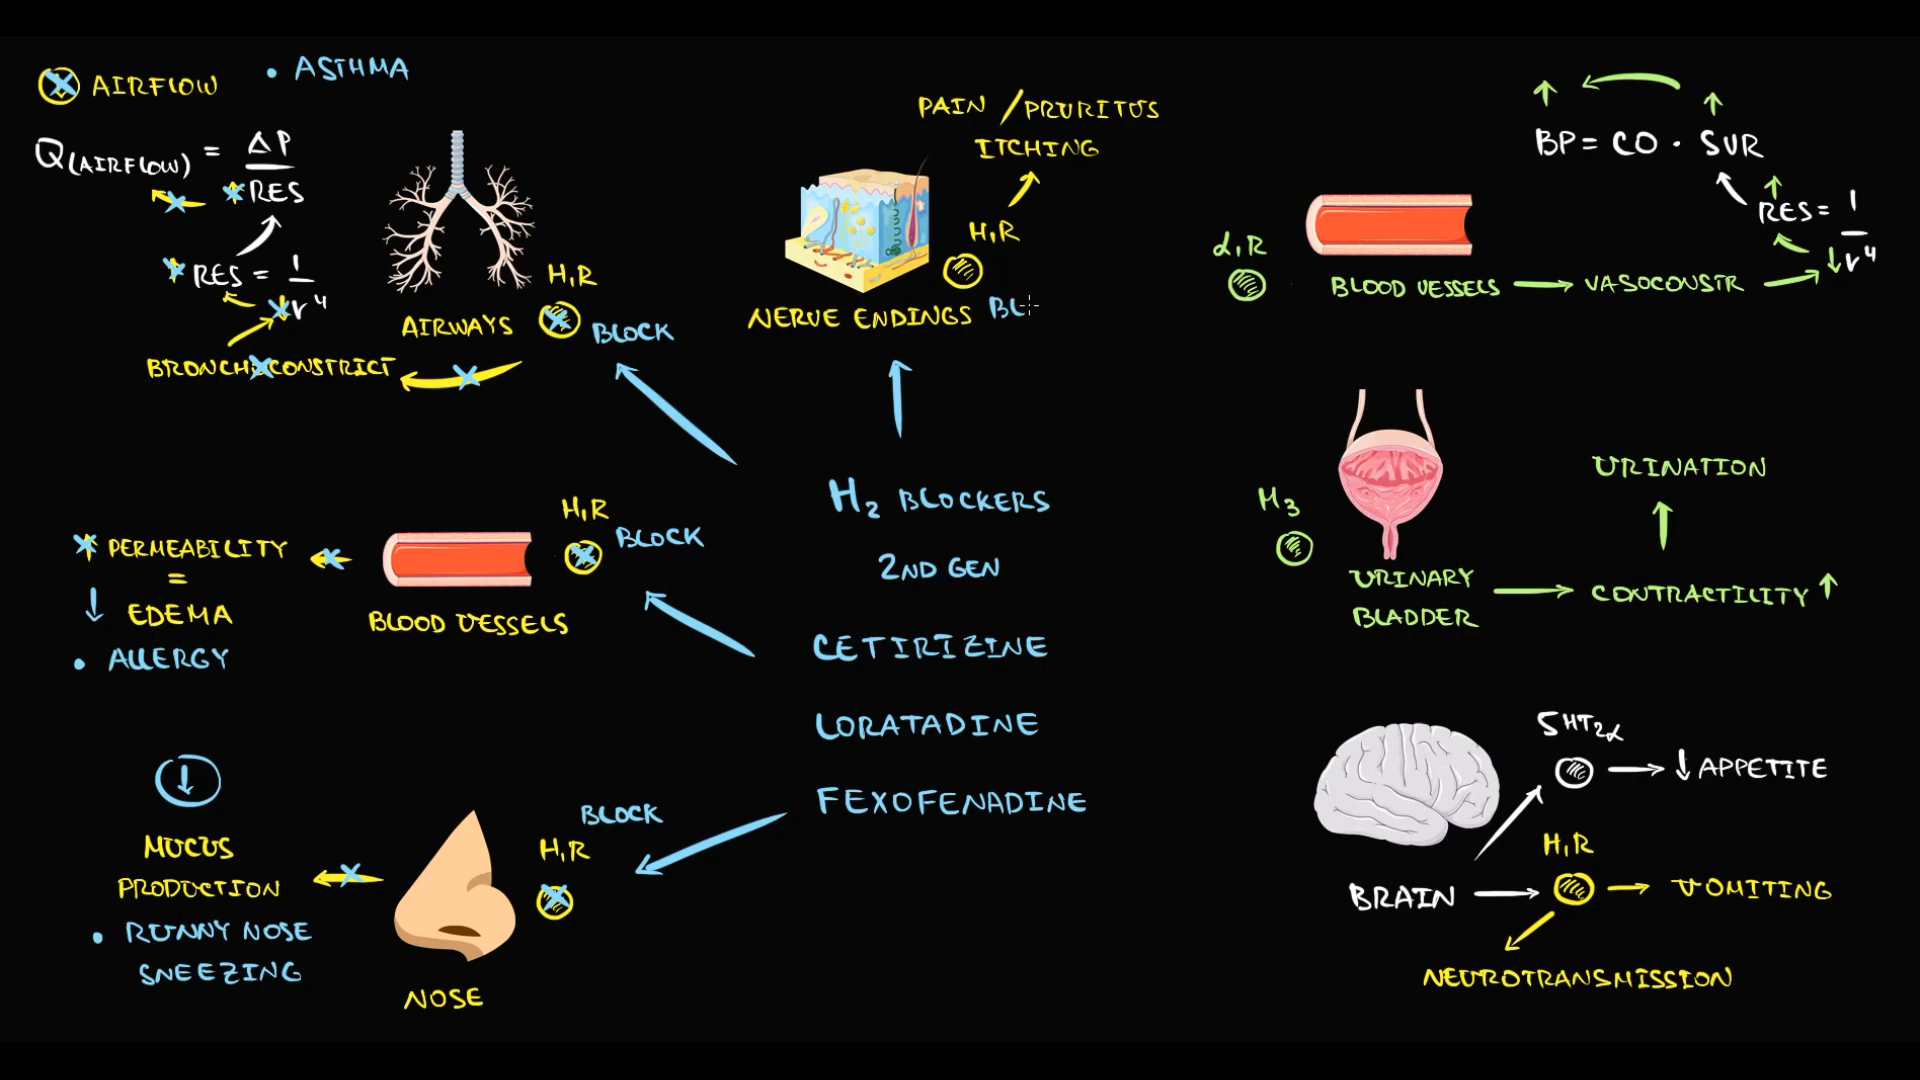 AIRFLOW
• ASTHMA
Q(AIRFLOW) = ΔP
↑RES
↑RES = 1
↓r⁴
BRONCHOCONSTRICT
AIRWAYS
H₁R
BLOCK
PAIN / PRURITUS
ITCHING
H₁R
NERVE ENDINGS
BL
↑ ↑
BP = CO · SVR
↑
RES = 1
↓r⁴
α₁R
BLOOD VESSELS → VASOCONSTR
H₂ BLOCKERS
2ND GEN
CETIRIZINE
LORATADINE
FEXOFENADINE
H₁R
BLOCK
↑ PERMEABILITY
=
↓ EDEMA
• ALLERGY
BLOOD VESSELS
M3
URINARY
BLADDER
CONTRACTILITY ↑
URINATION
↓
MUCUS
PRODUCTION
• RUNNY NOSE
SNEEZING
NOSE
BLOCK
H₁R
5HT₂α
↓ APPETITE
H₁R
BRAIN
VOMITING
NEUROTRANSMISSION